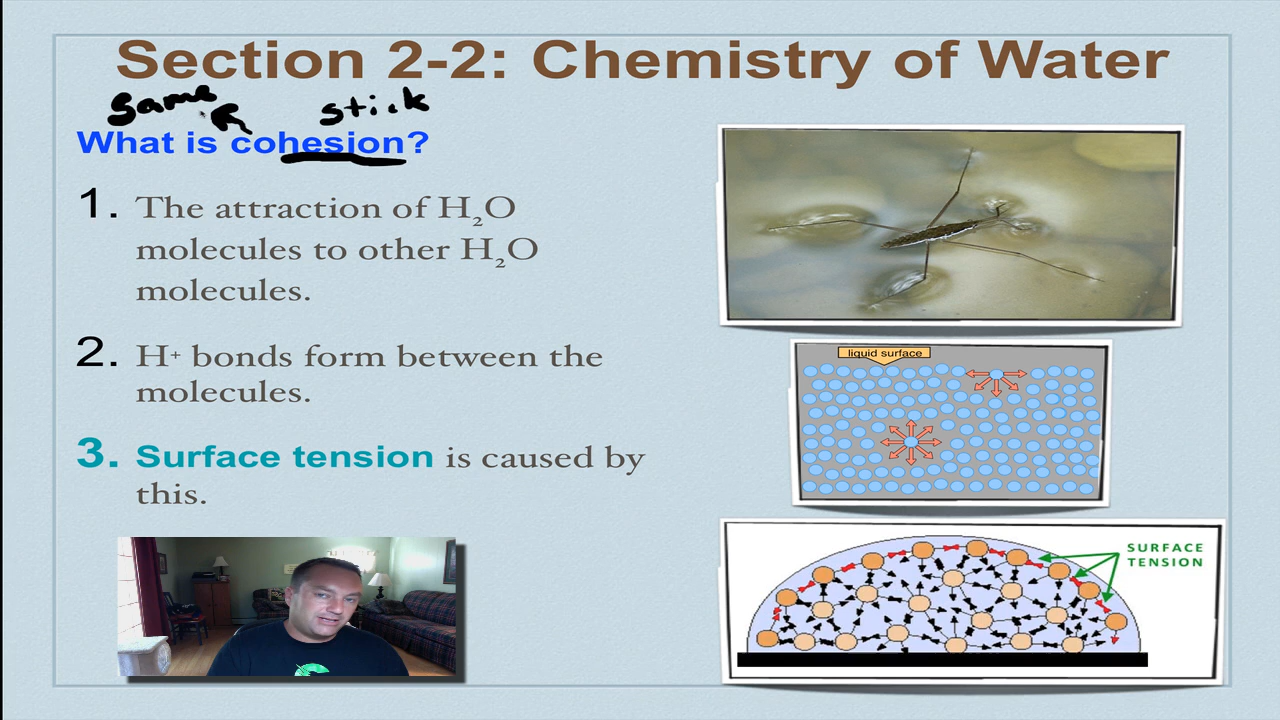 Section 2-2: Chemistry of Water
same stick
What is cohesion?
1. The attraction of H₂O
molecules to other H₂O
molecules.
2. H⁺ bonds form between the
molecules.
3. Surface tension is caused by
this.
liquid surface
SURFACE
TENSION